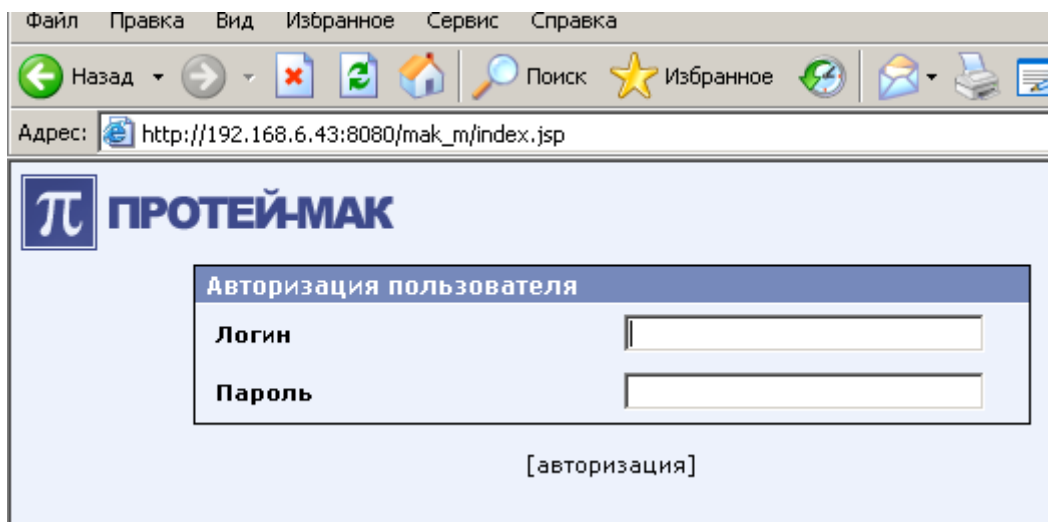 Файл Правка Вид Избранное Сервис Справка
Назад Поиск Избранное
Адрес: http://192.168.6.43:8080/mak_m/index.jsp
π ПРОТЕЙ-МАК
Авторизация пользователя
Логин
Пароль
[авторизация]